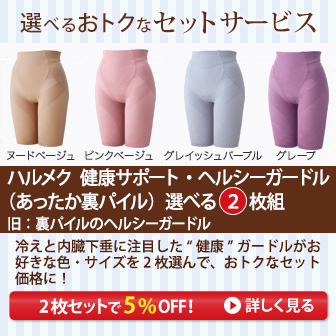 選べるおトクなセットサービス
ヌードベージュ ピンクベージュ グレイッシュパープル グレープ
ハルメク 健康サポート・ヘルシーガードル
（あったか裏パイル） 選べる2枚組
旧：裏パイルのヘルシーガードル
冷えと内臓下垂に注目した“健康”ガードルがお
好きな色・サイズを2枚選んで、おトクなセット
価格に！
2枚セットで5％OFF! 詳しく見る